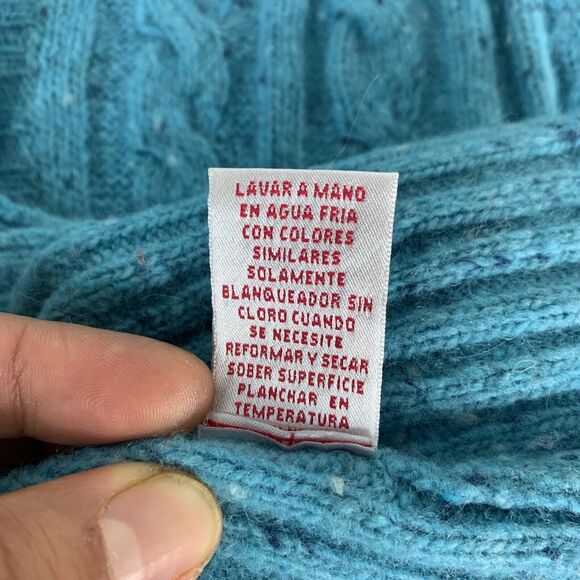 LAVAR A MANO
EN AGUA FRIA
CON COLORES
SIMILARES
SOLAMENTE
BLANQUEADOR SIN
CLORO CUANDO
SE NECESITE
REFORMAR Y SECAR
SOBER SUPERFICIE
PLANCHAR EN
TEMPERATURA